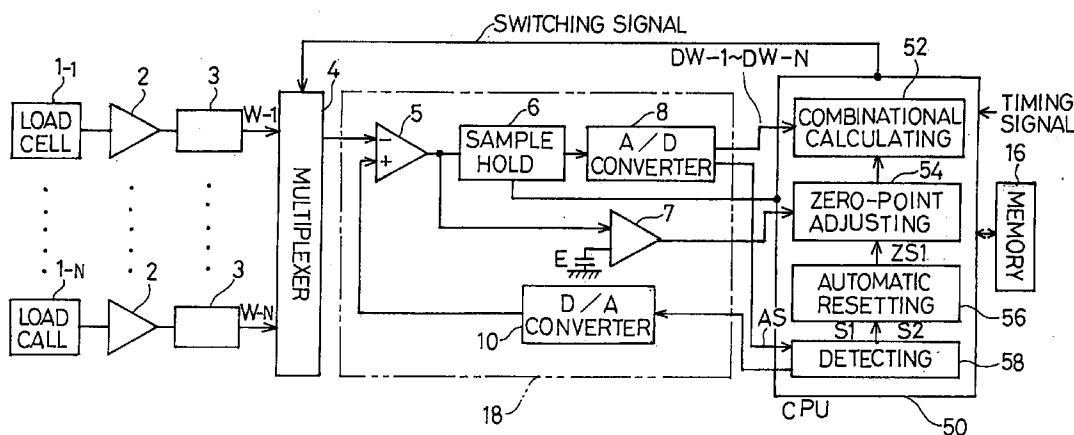 SWITCHING SIGNAL
DW-1~DW-N
52
1-1
2
3
4
LOAD
CELL
W-1
MULTIPLEXER
5
-
+
6
SAMPLE
HOLD
8
A/D
CONVERTER
COMBINATIONAL
CALCULATING
TIMING
SIGNAL
54
16
MEMORY
ZERO-POINT
ADJUSTING
7
E
ZS1
1-N
2
3
LOAD
CALL
W-N
D/A
CONVERTER
10
AUTOMATIC
RESETTING
56
AS
S1
S2
DETECTING
58
18
CPU
50